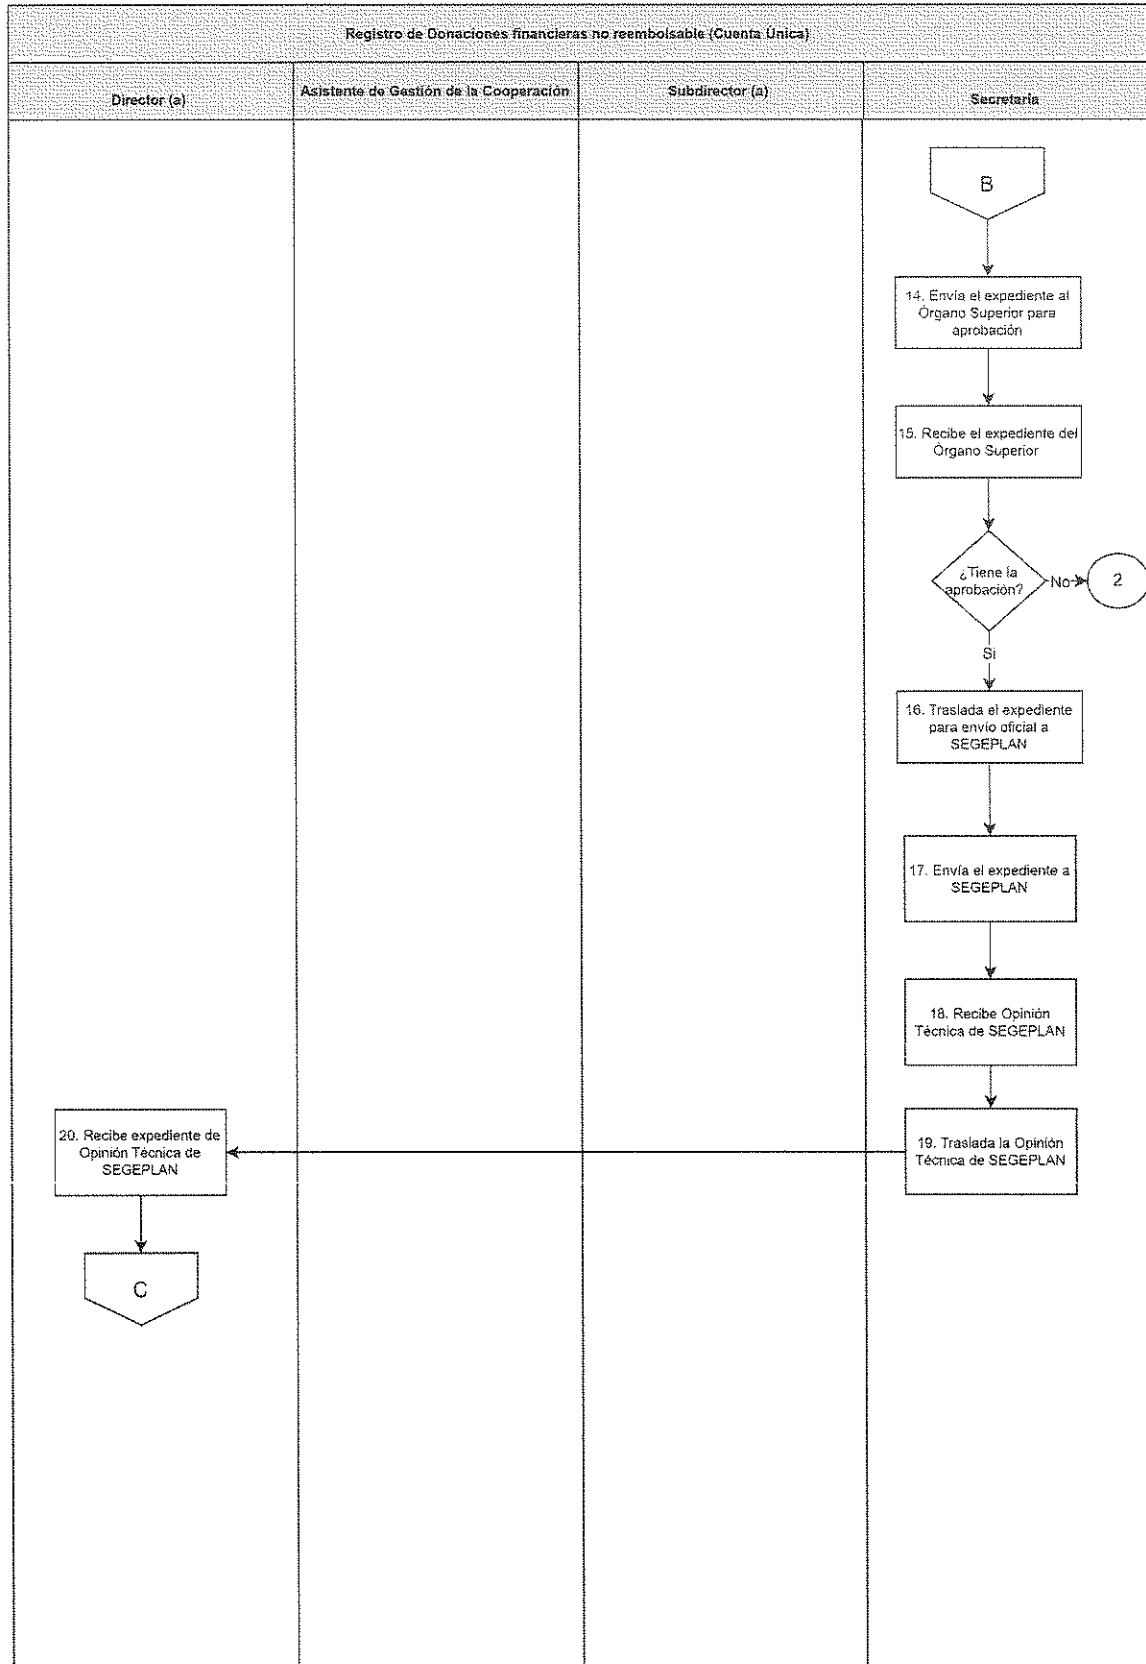 Registro de Donaciones financieras no reembolsable (Cuenta Unica)
Director (a)
Asistente de Gestión de la Cooperación
Subdirector (a)
Secretaria
B
14. Envía el expediente al
Órgano Superior para
aprobación
15. Recibe el expediente del
Órgano Superior
¿Tiene la
aprobación?
No
2
Si
16. Traslada el expediente
para envío oficial a
SEGEPLAN
17. Envía el expediente a
SEGEPLAN
18. Recibe Opinión
Técnica de SEGEPLAN
19. Traslada la Opinión
Técnica de SEGEPLAN
20. Recibe expediente de
Opinión Técnica de
SEGEPLAN
C